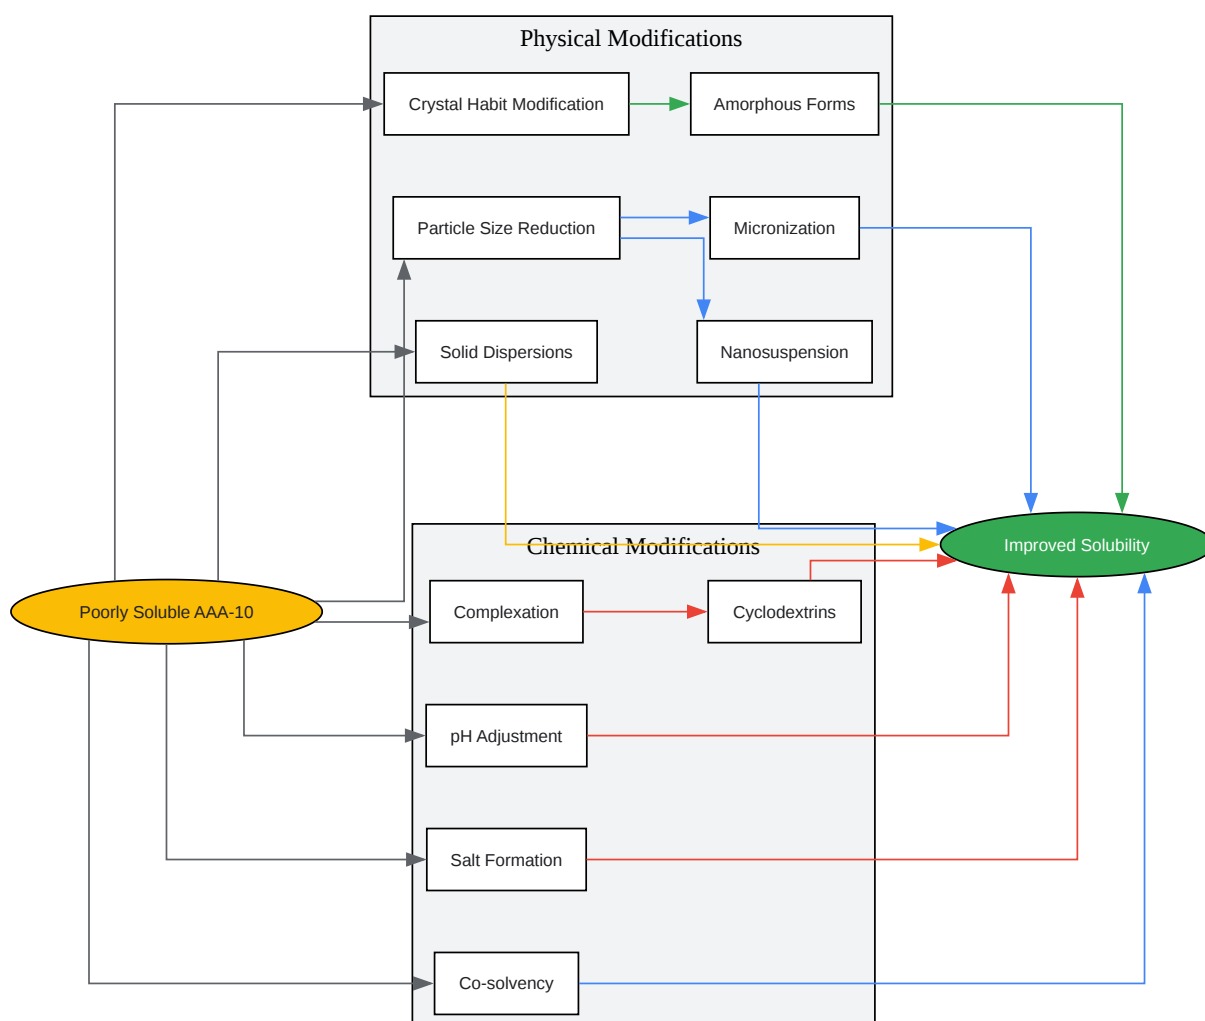 Physical Modifications
Crystal Habit Modification
Amorphous Forms
Particle Size Reduction
Micronization
Solid Dispersions
Nanosuspension
Chemical Modifications
Improved Solubility
Poorly Soluble AAA-10
Complexation
Cyclodextrins
pH Adjustment
Salt Formation
Co-solvency